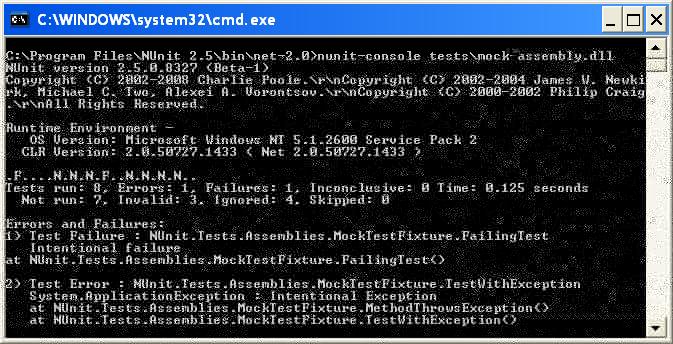 C:\WINDOWS\system32\cmd.exe
C:\Program Files\NUnit 2.5\bin\net-2.0>nunit-console tests\mock-assembly.dll
NUnit version 2.5.0.8327 (Beta-1)
Copyright (C) 2002-2008 Charlie Poole.\r\nCopyright (C) 2002-2004 James W. Newki
rk, Michael C. Two, Alexei A. Vorontsov.\r\nCopyright (C) 2000-2002 Philip Craig
.\r\nAll Rights Reserved.
Runtime Environment -
OS Version: Microsoft Windows NT 5.1.2600 Service Pack 2
CLR Version: 2.0.50727.1433 ( Net 2.0.50727.1433 )
.F....N.N.N.F..N.N.N.N..
Tests run: 8, Errors: 1, Failures: 1, Inconclusive: 0 Time: 0.125 seconds
Not run: 7, Invalid: 3, Ignored: 4, Skipped: 0
Errors and Failures:
1) Test Failure : NUnit.Tests.Assemblies.MockTestFixture.FailingTest
Intentional failure
at NUnit.Tests.Assemblies.MockTestFixture.FailingTest()
2) Test Error : NUnit.Tests.Assemblies.MockTestFixture.TestWithException
System.ApplicationException : Intentional Exception
at NUnit.Tests.Assemblies.MockTestFixture.MethodThrowsException()
at NUnit.Tests.Assemblies.MockTestFixture.TestWithException()